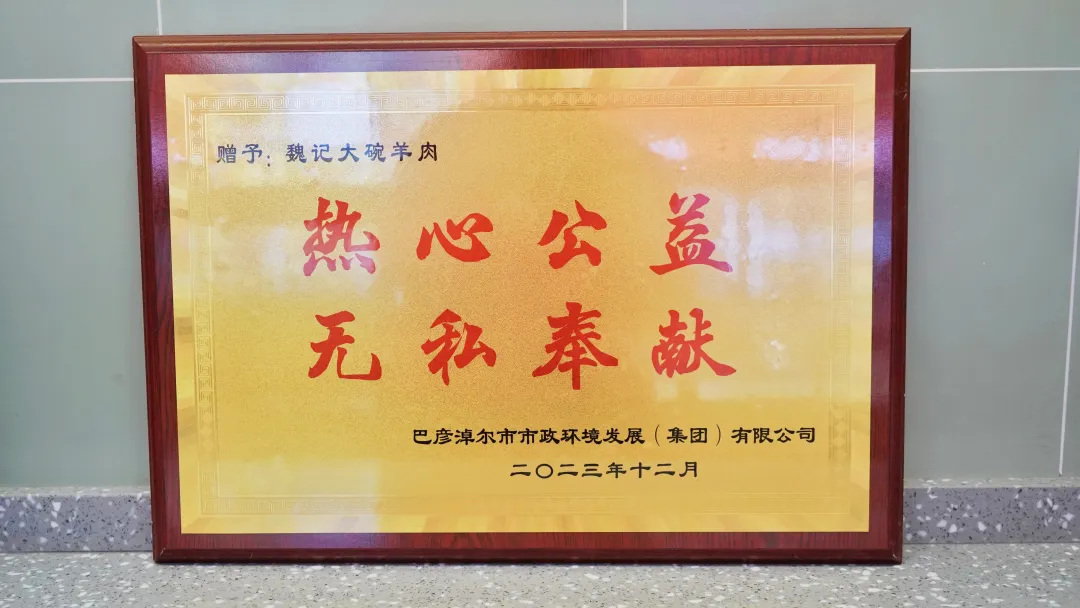 赠予：魏记大碗羊肉
热心公益
无私奉献
巴彦淖尔市市政环境发展（集团）有限公司
二〇二三年十二月